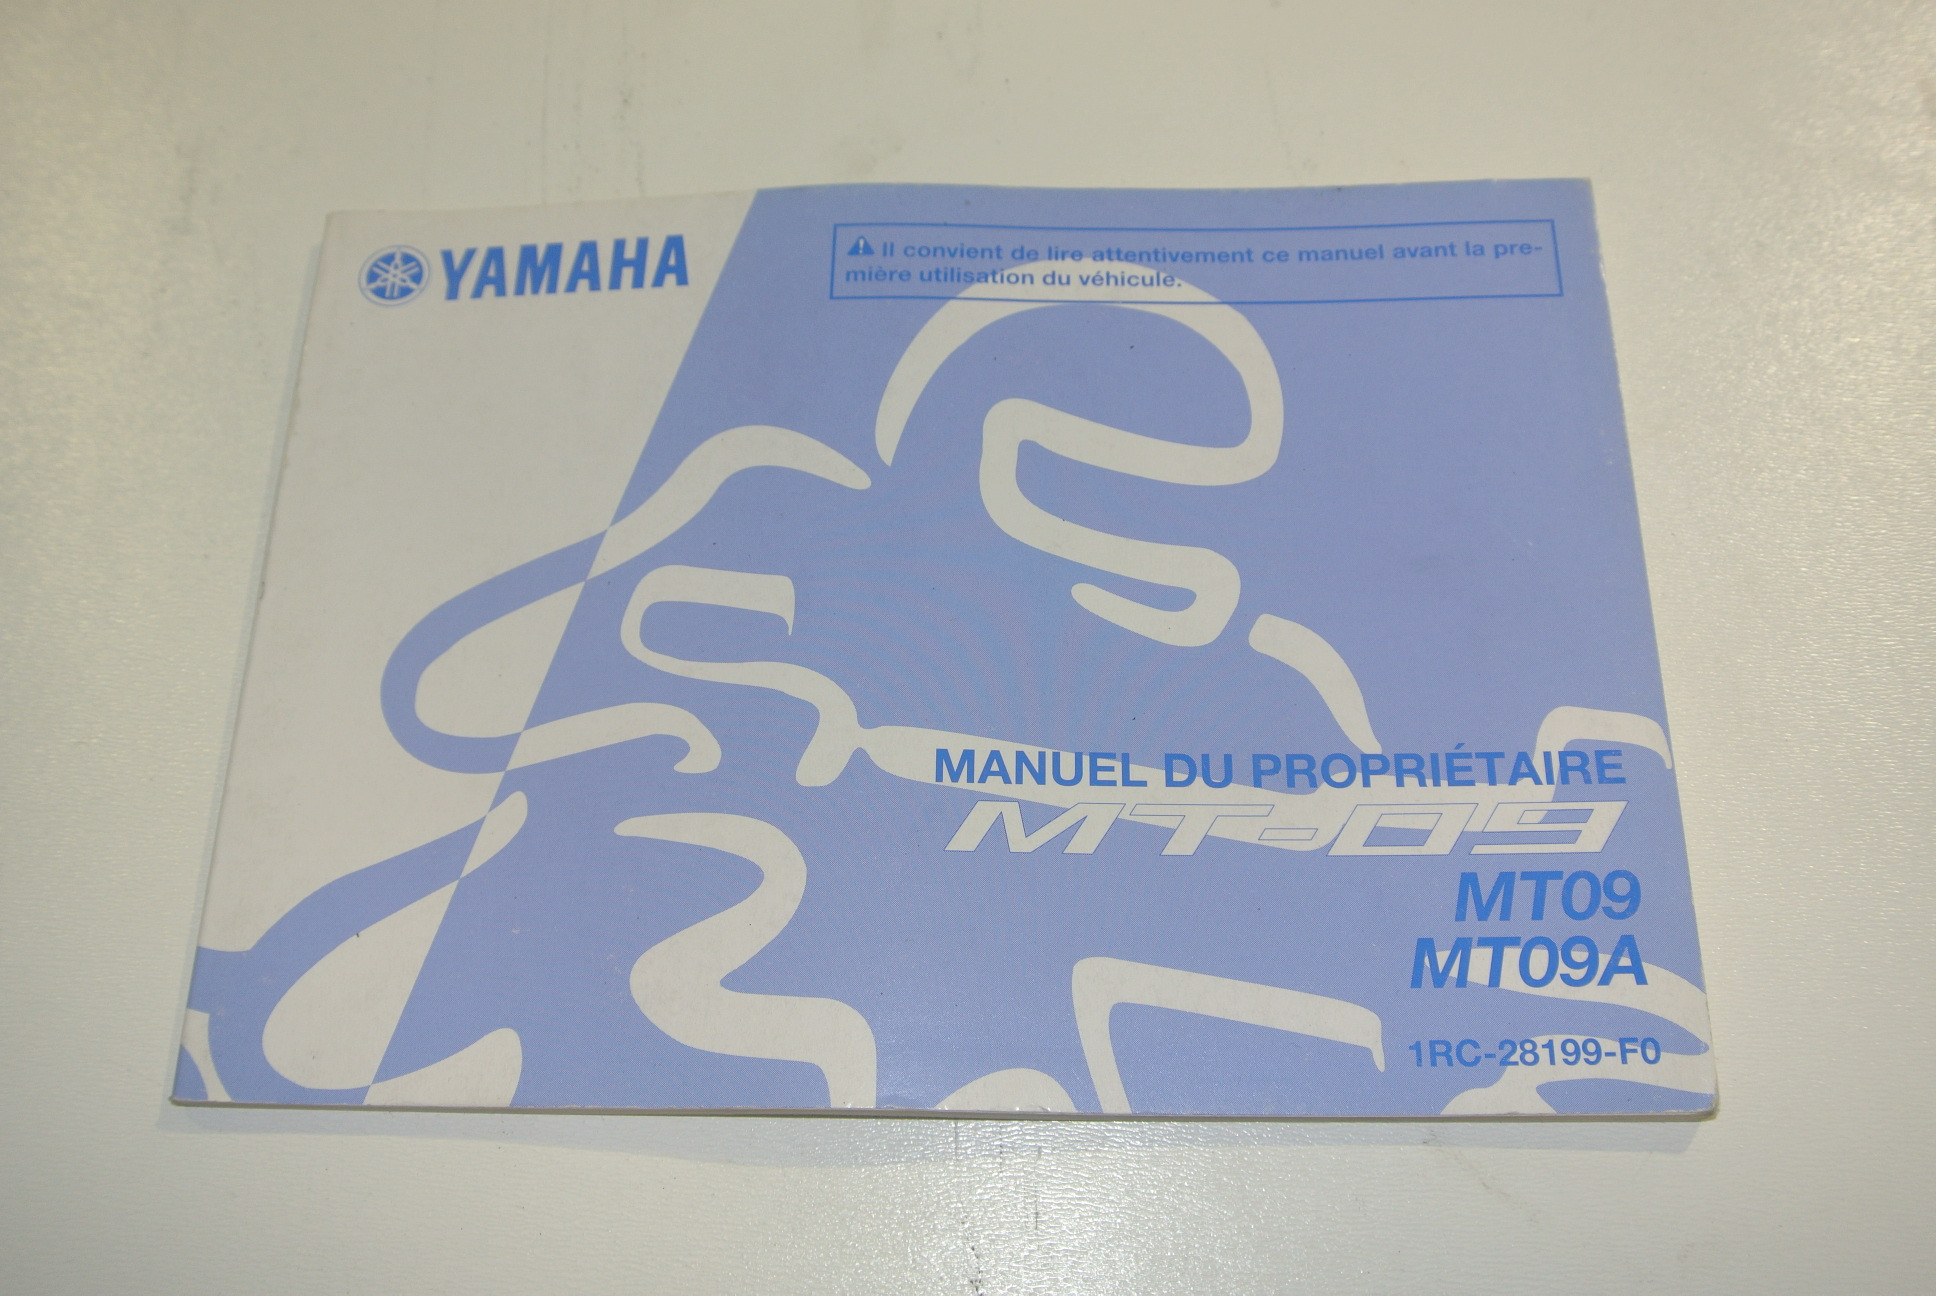 YAMAHA
Il convient de lire attentivement ce manuel avant la pre-
mière utilisation du véhicule.
MANUEL DU PROPRIÉTAIRE
MT-09
MT09
MT09A
1RC-28199-F0